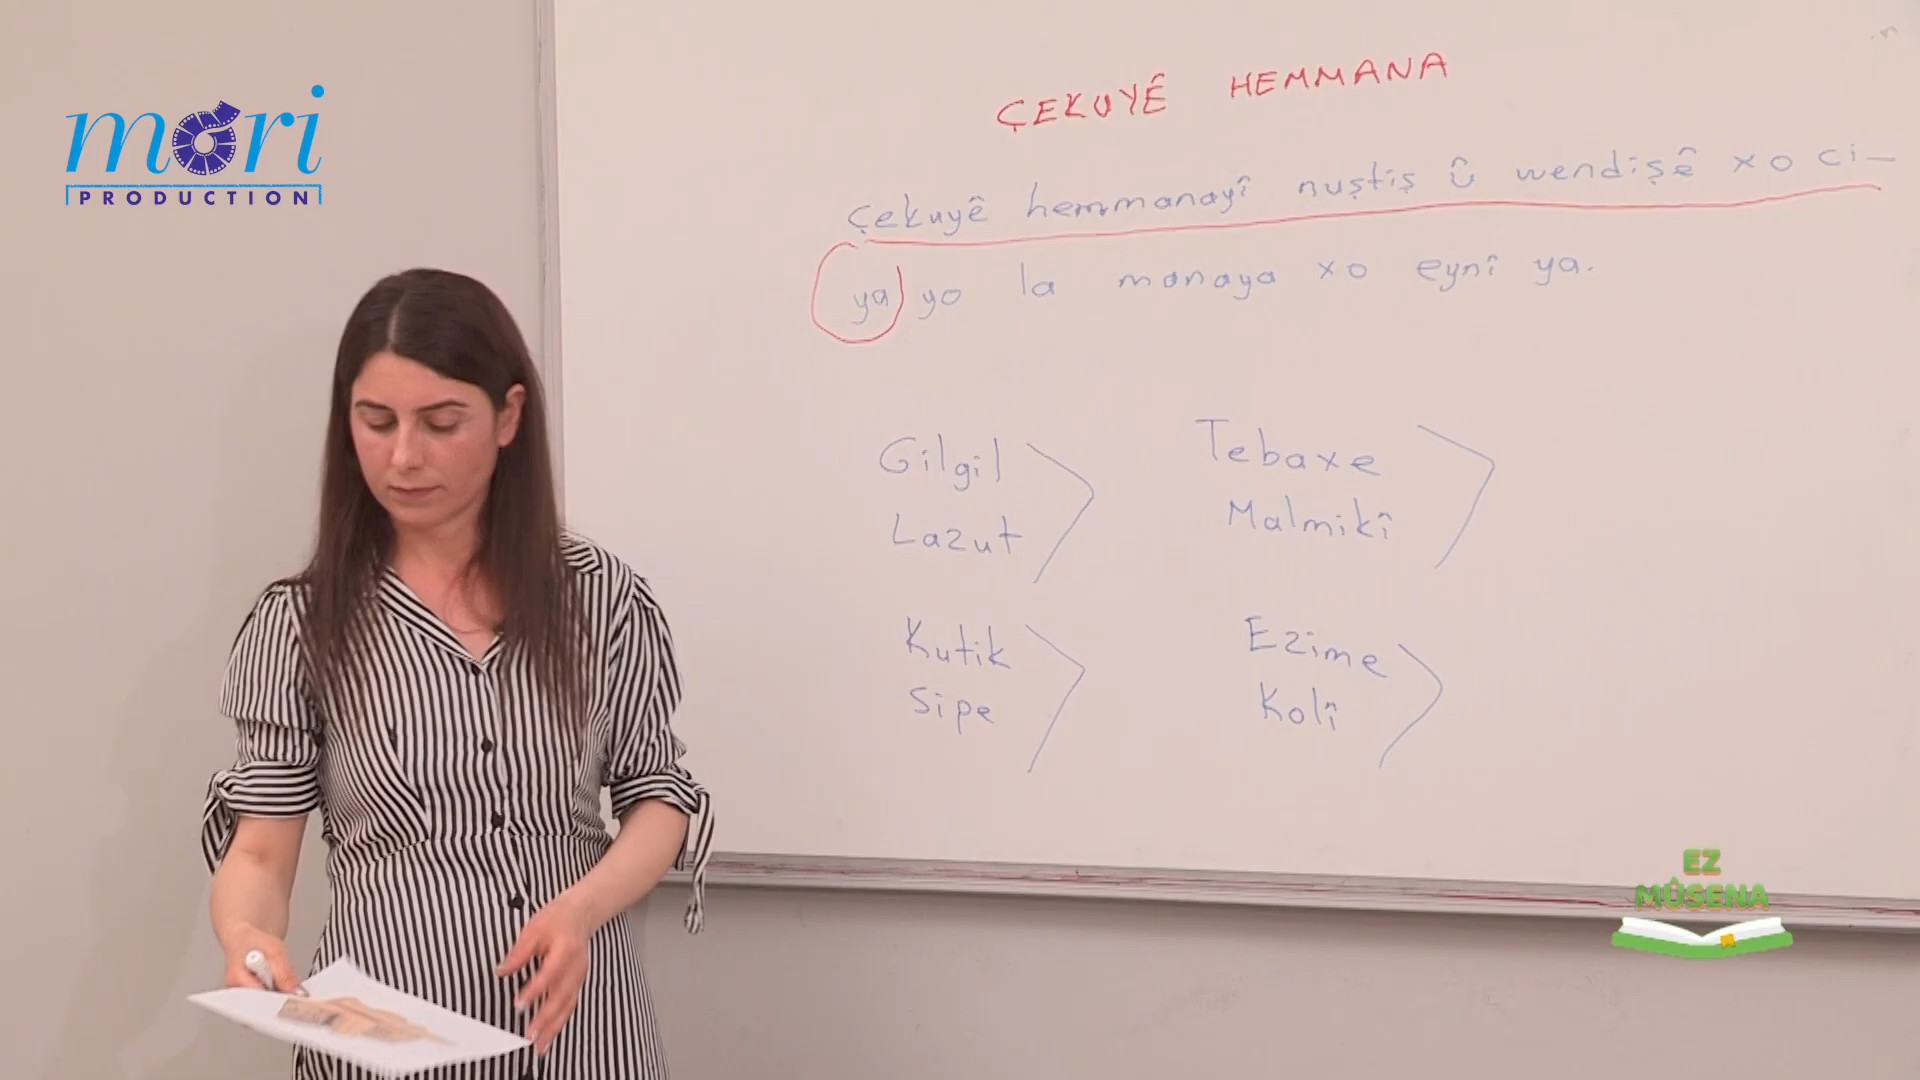 mori
PRODUCTION
ÇEKUYÊ HEMMANA
Çekuyê hemmanayî nuştiş û wendişê xo ci-
ya yo la manaya xo eynî ya.
Gilgil
Lazut
Tebaxe
Malmikî
Kutik
Sipe
Ezime
Kolî
EZ
MÛSENA